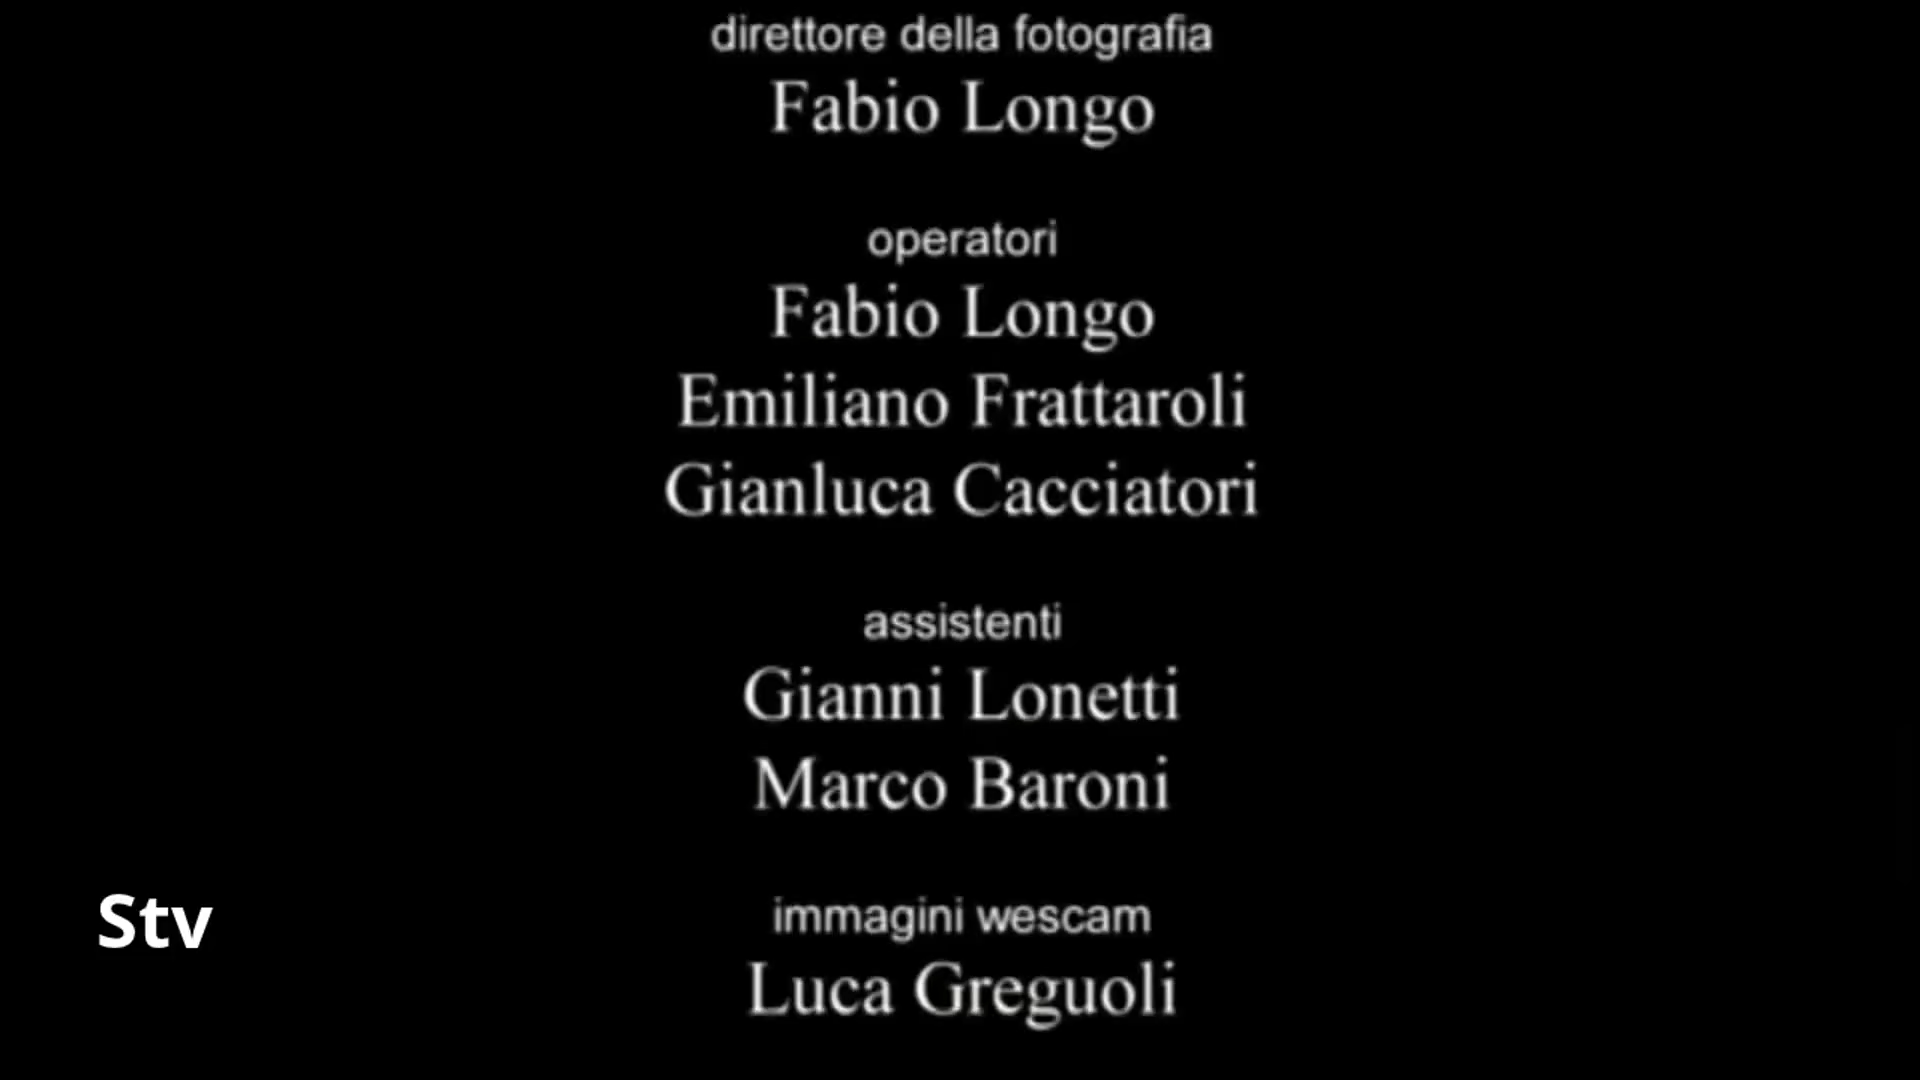 direttore della fotografia
Fabio Longo
operatori
Fabio Longo
Emiliano Frattaroli
Gianluca Cacciatori
assistenti
Gianni Lonetti
Marco Baroni
Stv
immagini wescam
Luca Greguoli